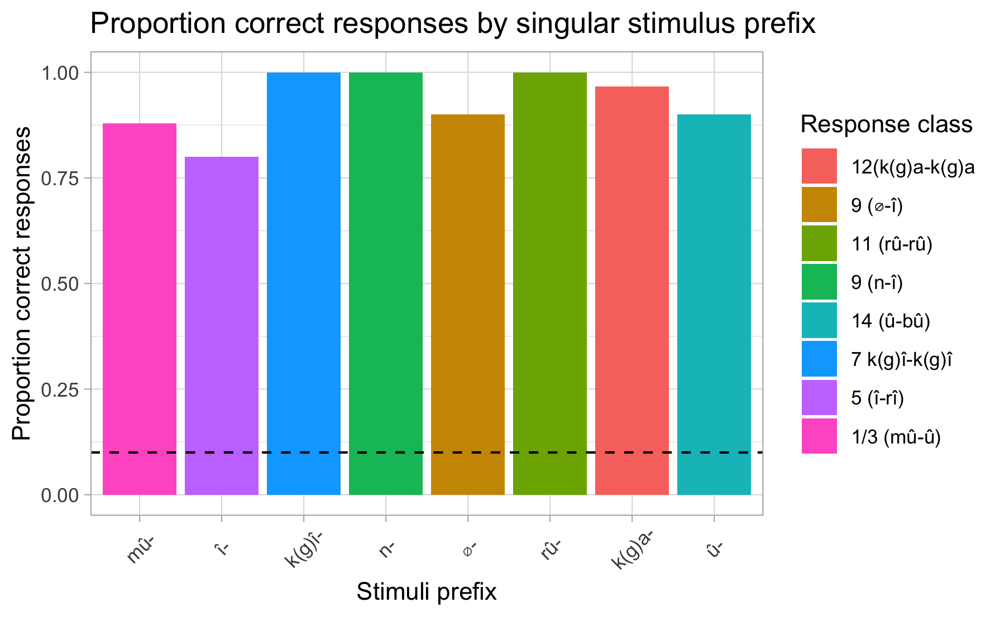 Proportion correct responses by singular stimulus prefix
Proportion correct responses
1.00
0.75
0.50
0.25
0.00
mû-
î-
k(g)î-
n-
⌀-
rû-
k(g)a-
û-
Stimuli prefix
Response class
12(k(g)a-k(g)a
9 (⌀-î)
11 (rû-rû)
9 (n-î)
14 (û-bû)
7 k(g)î-k(g)î
5 (î-rî)
1/3 (mû-û)